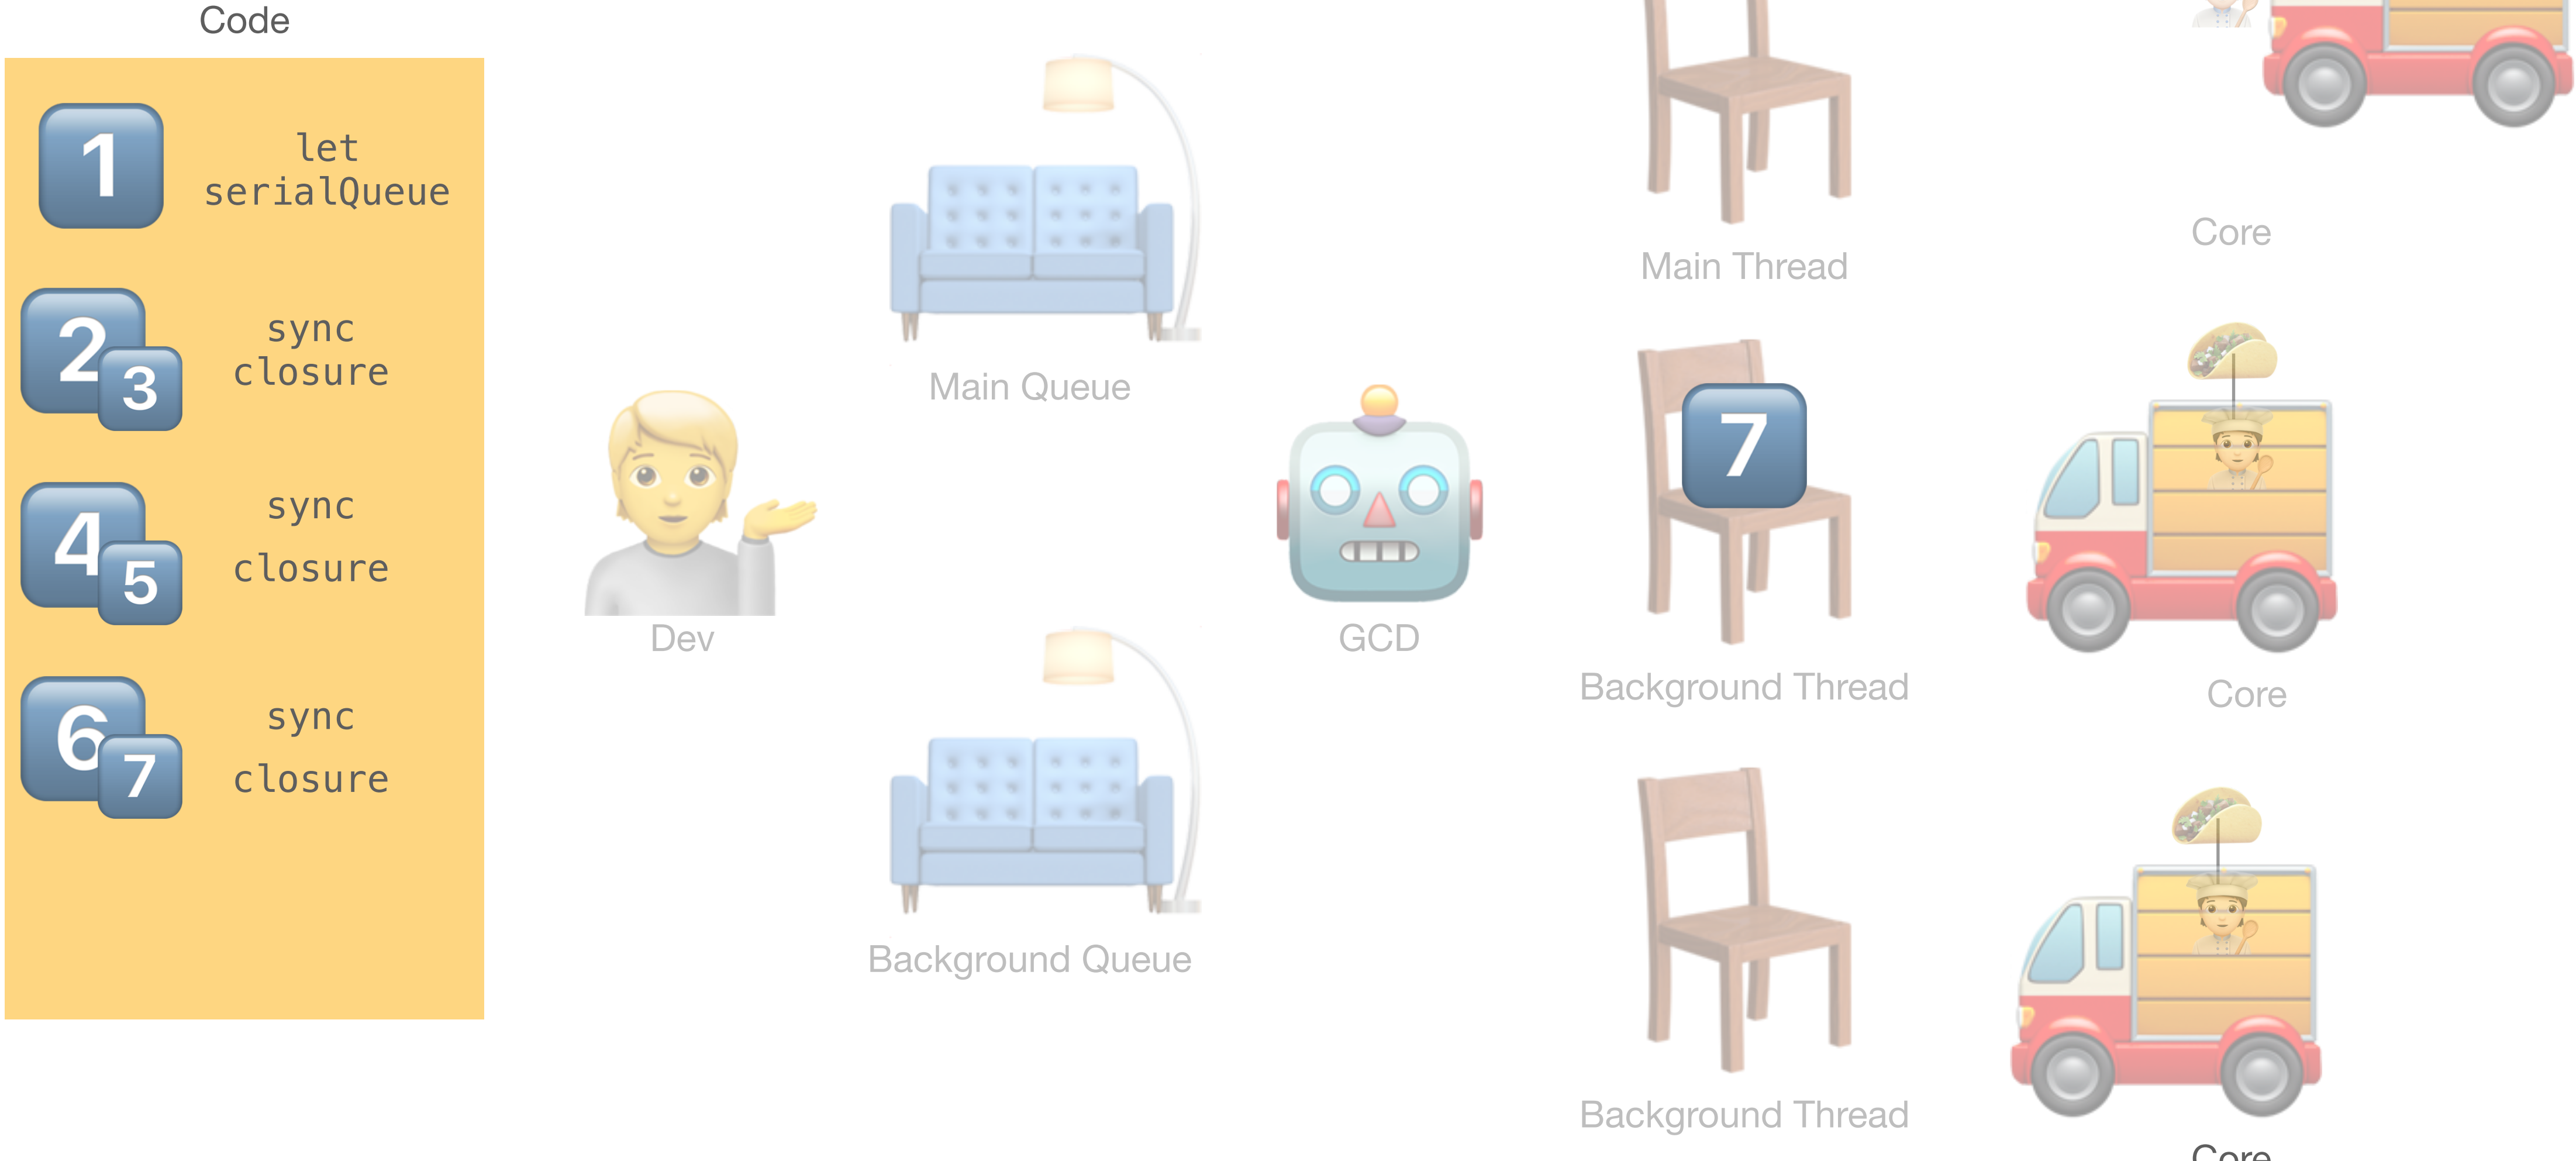 Code
1
let
serialQueue
2
3
sync
closure
4
5
sync
closure
6
7
sync
closure
Dev
Main Queue
Background Queue
GCD
Main Thread
7
Background Thread
Background Thread
Core
Core
Core